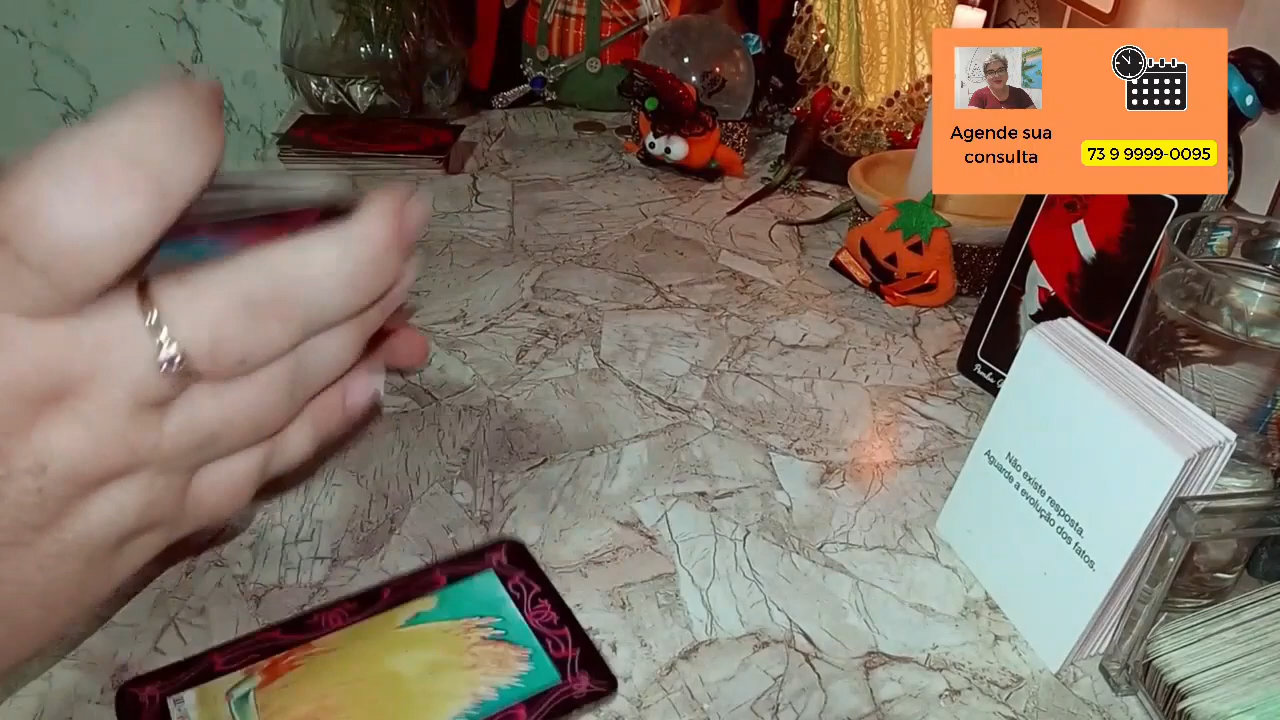 Agende sua
consulta
73 9 9999-0095
Não existe resposta.
Aguarde a evolução dos fatos.